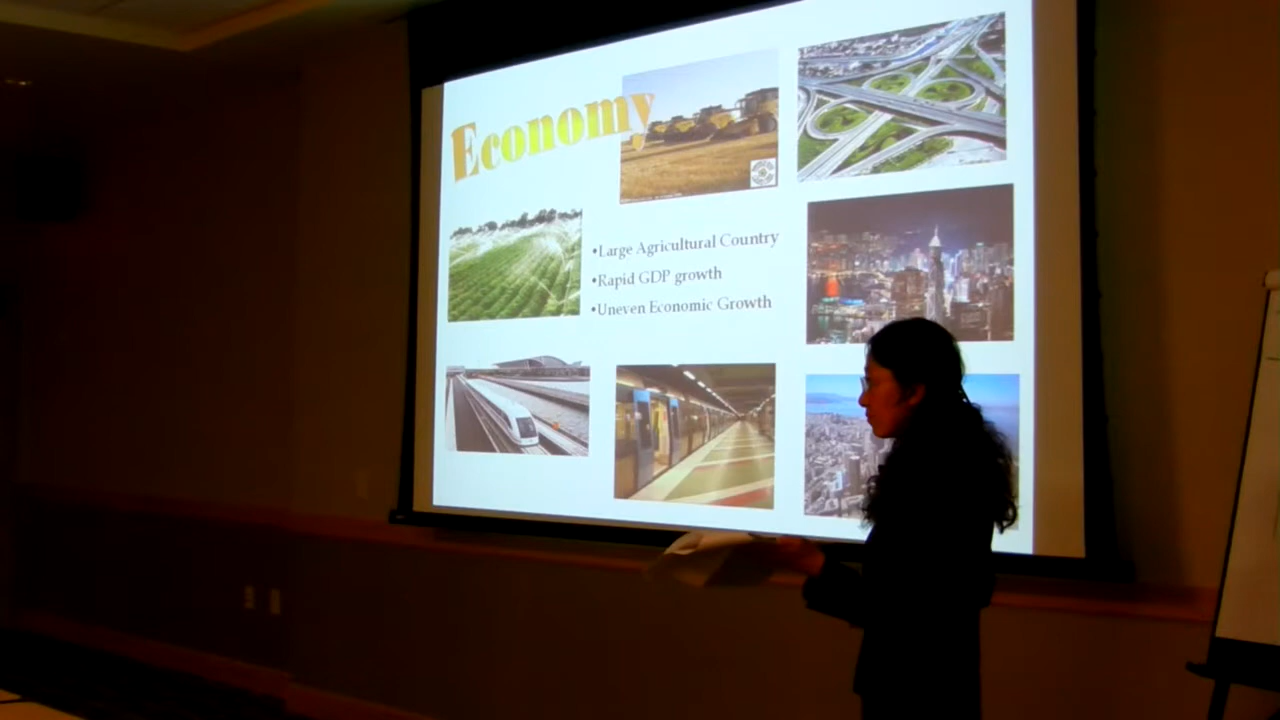 Economy
•Large Agricultural Country
•Rapid GDP growth
•Uneven Economic Growth